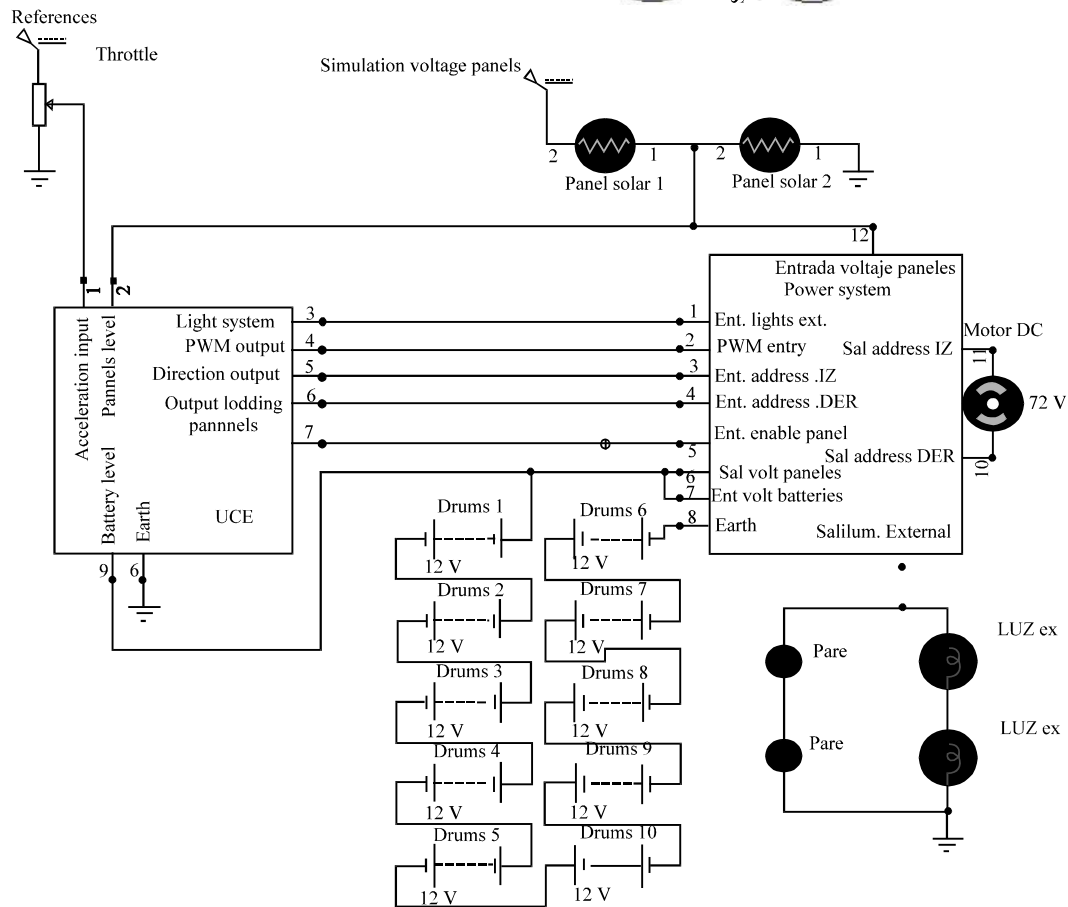 References
Throttle
Simulation voltage panels
2
1
2
1
Panel solar 1
Panel solar 2
12
1
2
Entrada voltaje paneles
Power system
Acceleration input
Pannels level
Battery level
Earth
UCE
Light system
PWM output
Direction output
Output lodding
pannnels
3
4
5
6
7
9
6
1
2
3
4
5
6
7
8
Ent. lights ext.
PWM entry
Ent. address .IZ
Ent. address .DER
Ent. enable panel
Sal volt paneles
Ent volt batteries
Earth
Sal address IZ
Sal address DER
Salilum. External
Motor DC
11
72 V
10
Drums 1
12 V
Drums 2
12 V
Drums 3
12 V
Drums 4
12 V
Drums 5
12 V
Drums 6
12 V
Drums 7
12 V
Drums 8
12 V
Drums 9
12 V
Drums 10
12 V
Pare
LUZ ex
Pare
LUZ ex